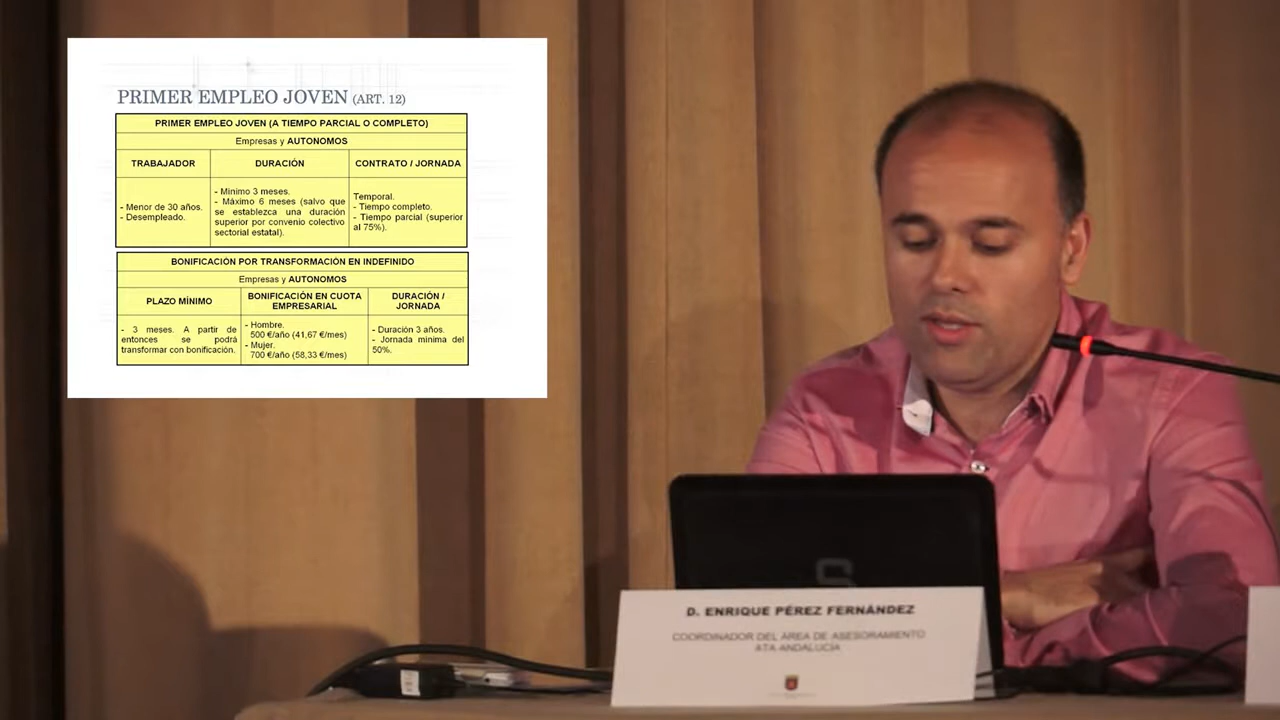 PRIMER EMPLEO JOVEN (ART. 12)
PRIMER EMPLEO JOVEN (A TIEMPO PARCIAL O COMPLETO)
Empresas y AUTONOMOS
TRABAJADOR
DURACIÓN
CONTRATO / JORNADA
- Menor de 30 años.
- Desempleado.
- Minimo 3 meses.
- Máximo 6 meses (salvo que
se establezca una duración
superior por convenio colectivo
sectorial estatal).
Temporal.
- Tiempo completo.
- Tiempo parcial (superior
al 75%).
BONIFICACIÓN POR TRANSFORMACIÓN EN INDEFINIDO
Empresas y AUTONOMOS
PLAZO MÍNIMO
BONIFICACIÓN EN CUOTA
EMPRESARIAL
DURACIÓN /
JORNADA
- 3 meses. A partir de
entonces se podrá
transformar con bonificación.
- Hombre.
500 €/año (41,67 €/mes)
- Mujer.
700 €/año (58,33 €/mes)
- Duración 3 años.
- Jornada minima del
50%.
D. ENRIQUE PÉREZ FERNÁNDEZ
COORDINADOR DEL ÁREA DE ASESORAMIENTO
ATA-ANDALUCÍA